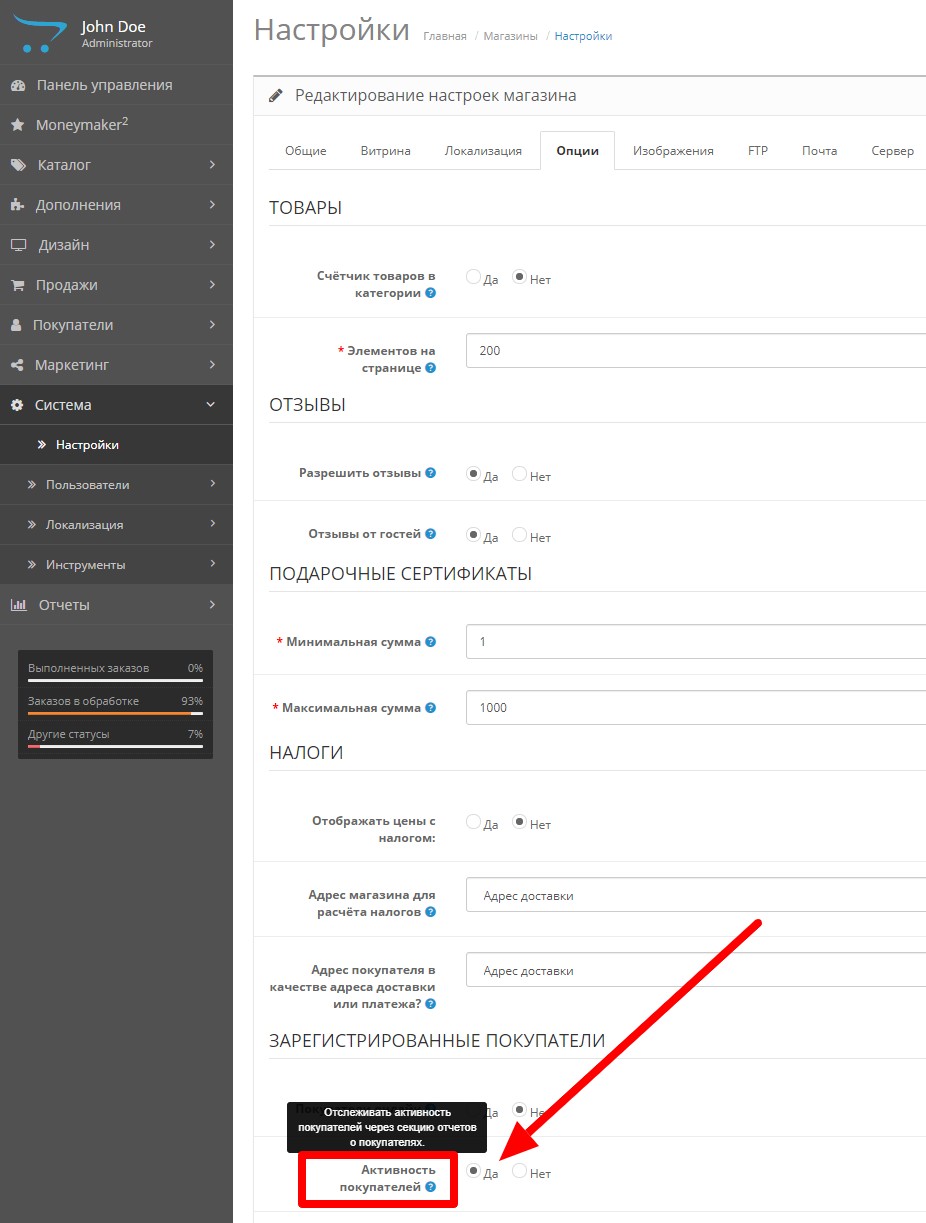 John Doe
Administrator
Панель управления
Moneymaker2
Каталог
Дополнения
Дизайн
Продажи
Покупатели
Маркетинг
Система
Настройки
Пользователи
Локализация
Инструменты
Отчеты
Выполненных заказов 0%
Заказов в обработке 93%
Другие статусы 7%
Настройки Главная / Магазины / Настройки
Редактирование настроек магазина
Общие Витрина Локализация Опции Изображения FTP Почта Сервер
ТОВАРЫ
Счётчик товаров в
категории ? Да Нет
* Элементов на
странице ? 200
ОТЗЫВЫ
Разрешить отзывы ? Да Нет
Отзывы от гостей ? Да Нет
ПОДАРОЧНЫЕ СЕРТИФИКАТЫ
* Минимальная сумма ? 1
* Максимальная сумма ? 1000
НАЛОГИ
Отображать цены с
налогом: Да Нет
Адрес магазина для
расчёта налогов ? Адрес доставки
Адрес покупателя в
качестве адреса доставки
или платежа? ? Адрес доставки
ЗАРЕГИСТРИРОВАННЫЕ ПОКУПАТЕЛИ
Да Нет
Отслеживать активность
покупателей через секцию отчетов
о покупателях.
Активность
покупателей ? Да Нет